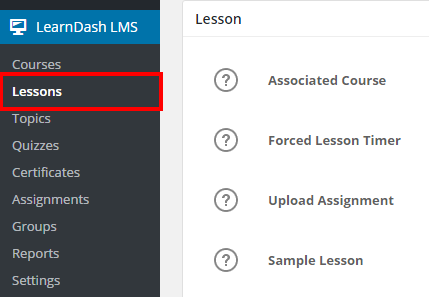 LearnDash LMS
Courses
Lessons
Topics
Quizzes
Certificates
Assignments
Groups
Reports
Settings
Lesson
? Associated Course
? Forced Lesson Timer
? Upload Assignment
? Sample Lesson